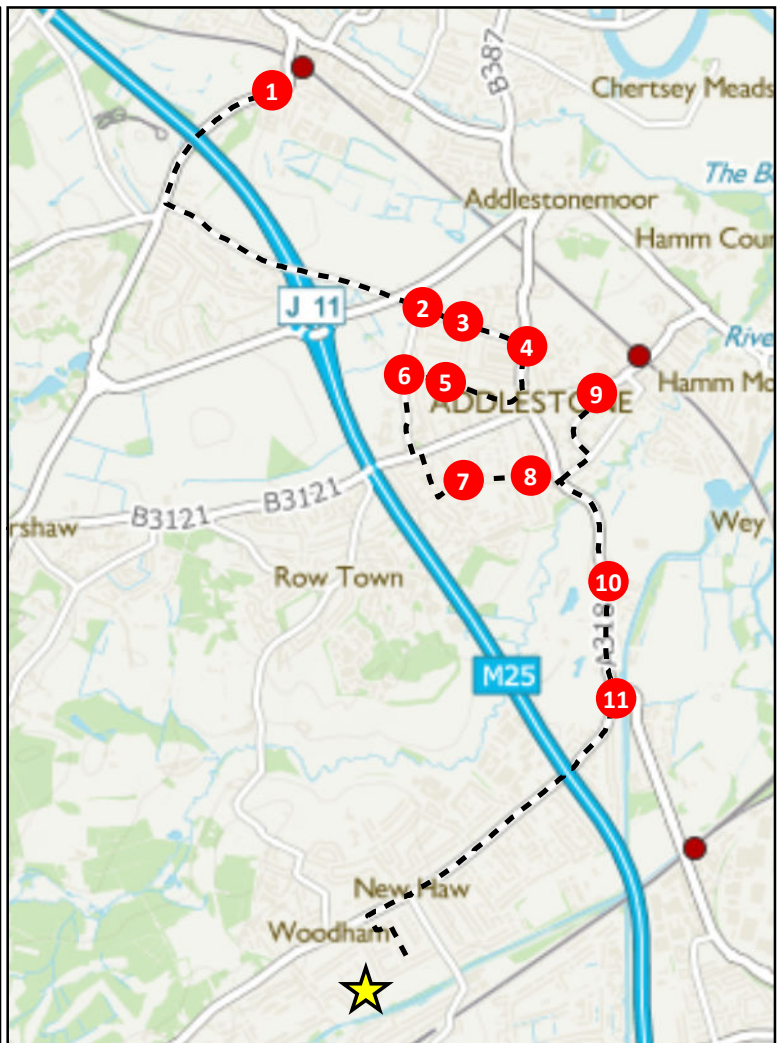 1
B387
Chertsey Meads
The B
Addlestonemoor
Hamm Cour
J 11
2
3
4
Rive
6
5
9
Hamm Mo
ADDLESTONE
7
8
B3121
B3121
rshaw
Wey
Row Town
10
A318
M25
11
New Haw
Woodham